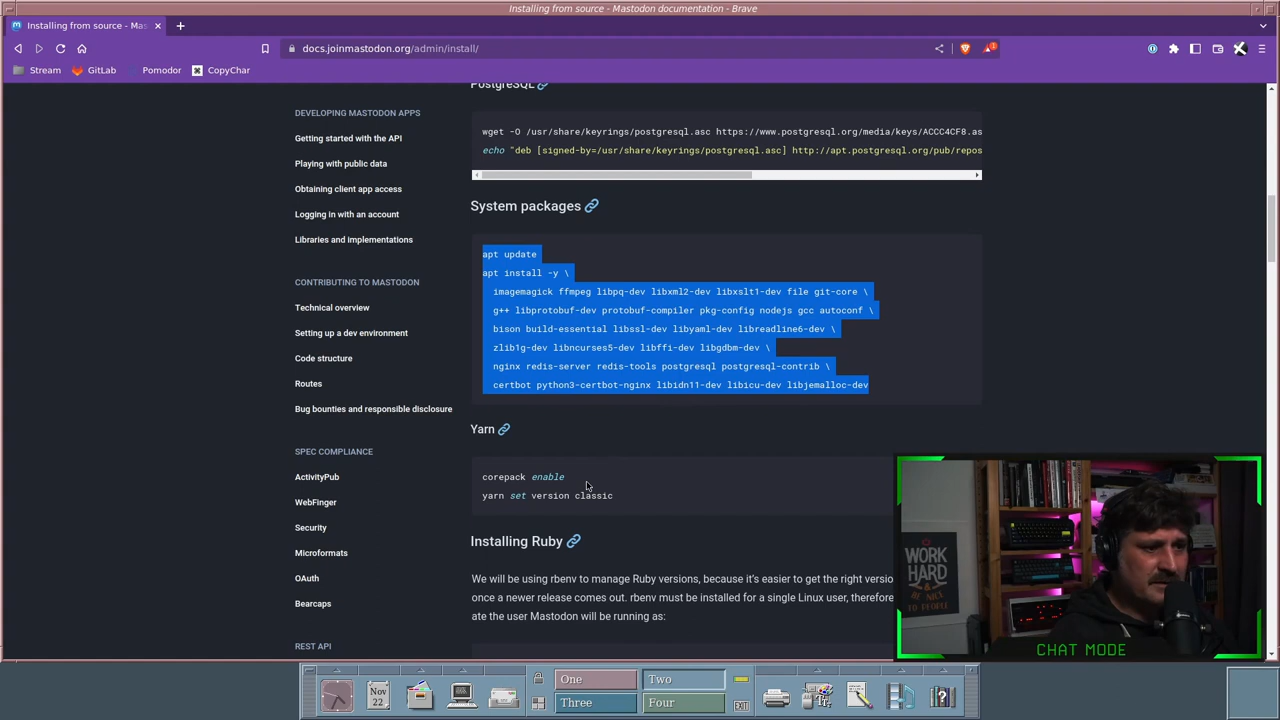 Installing from source - Mastodon documentation - Brave
Installing from source - Mas
docs.joinmastodon.org/admin/install/
Stream
GitLab
Pomodor
CopyChar
DEVELOPING MASTODON APPS
Getting started with the API
Playing with public data
Obtaining client app access
Logging in with an account
Libraries and implementations
CONTRIBUTING TO MASTODON
Technical overview
Setting up a dev environment
Code structure
Routes
Bug bounties and responsible disclosure
SPEC COMPLIANCE
ActivityPub
WebFinger
Security
Microformats
OAuth
Bearcaps
REST API
PostgreSQL
wget -O /usr/share/keyrings/postgresql.asc https://www.postgresql.org/media/keys/ACCC4CF8.as
echo "deb [signed-by=/usr/share/keyrings/postgresql.asc] http://apt.postgresql.org/pub/repos
System packages
apt update
apt install -y \
imagemagick ffmpeg libpq-dev libxml2-dev libxslt1-dev file git-core \
g++ libprotobuf-dev protobuf-compiler pkg-config nodejs gcc autoconf \
bison build-essential libssl-dev libyaml-dev libreadline6-dev \
zlib1g-dev libncurses5-dev libffi-dev libgdbm-dev \
nginx redis-server redis-tools postgresql postgresql-contrib \
certbot python3-certbot-nginx libidn11-dev libicu-dev libjemalloc-dev
Yarn
corepack enable
yarn set version classic
Installing Ruby
We will be using rbenv to manage Ruby versions, because it's easier to get the right versio
once a newer release comes out. rbenv must be installed for a single Linux user, therefore
ate the user Mastodon will be running as:
WORK
HARD
& BE NICE
TO PEOPLE
CHAT MODE
Nov
22
One
Two
Three
Four
EXIT